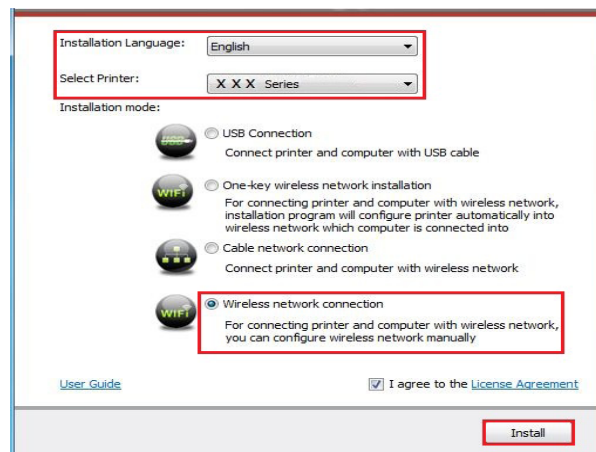 Installation Language: English
Select Printer: X X X Series
Installation mode:
USB
USB Connection
Connect printer and computer with USB cable
WiFi
One-key wireless network installation
For connecting printer and computer with wireless network,
installation program will configure printer automatically into
wireless network which computer is connected into
Cable network connection
Connect printer and computer with wireless network
WiFi
Wireless network connection
For connecting printer and computer with wireless network,
you can configure wireless network manually
User Guide I agree to the License Agreement
Install